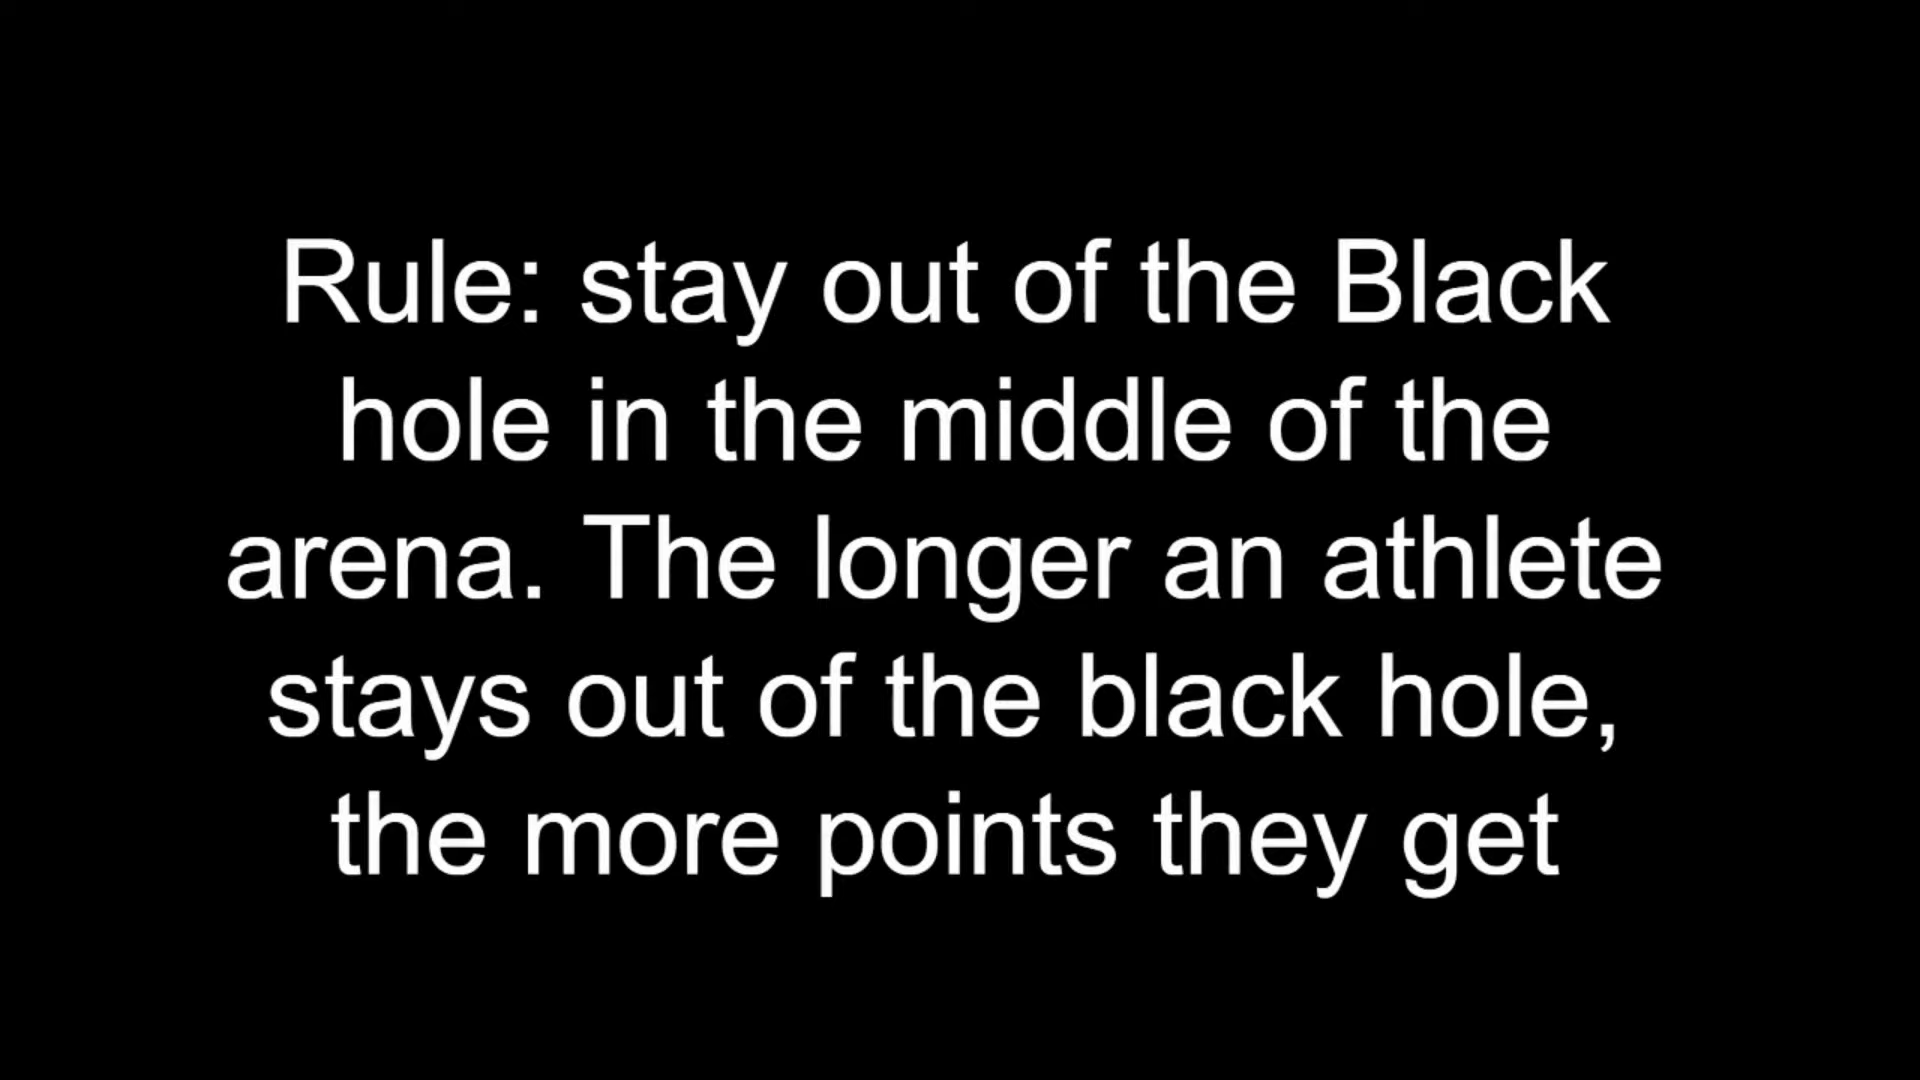 Rule: stay out of the Black
hole in the middle of the
arena. The longer an athlete
stays out of the black hole,
the more points they get